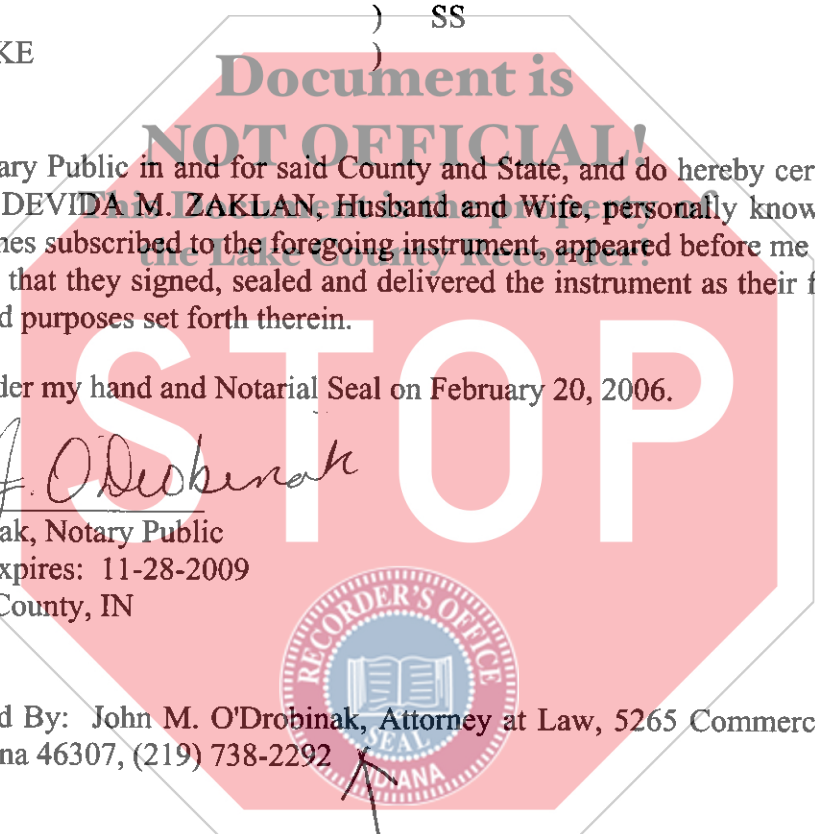 ) SS
KE )
Document is
NOT OFFICIAL!
ary Public in and for said County and State, and do hereby cer
This Document is the property of
DEVIDA M. ZAKLAN, Husband and Wife, personally know
the Lake County Recorder!
nes subscribed to the foregoing instrument, appeared before me
that they signed, sealed and delivered the instrument as their f
d purposes set forth therein.
STOP
der my hand and Notarial Seal on February 20, 2006.
J. O'Drobinak
ak, Notary Public
xpires: 11-28-2009
County, IN
RECORDER'S OFFICE
d By: John M. O'Drobinak, Attorney at Law, 5265 Commerc
SEAL
na 46307, (219) 738-2292
INDIANA